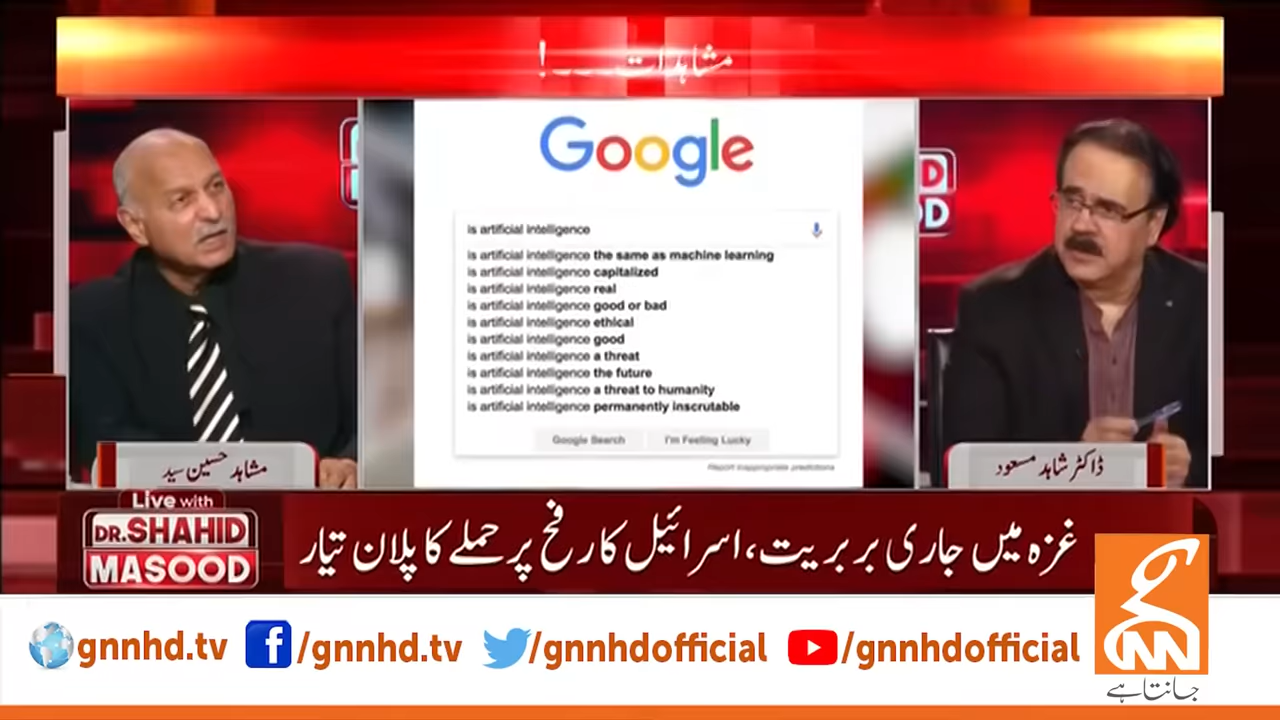 مشاہدات ۔۔۔!
Google
is artificial intelligence
is artificial intelligence the same as machine learning
is artificial intelligence capitalized
is artificial intelligence real
is artificial intelligence good or bad
is artificial intelligence ethical
is artificial intelligence good
is artificial intelligence a threat
is artificial intelligence the future
is artificial intelligence a threat to humanity
is artificial intelligence permanently inscrutable
Google Search
I'm Feeling Lucky
Report inappropriate predictions
مشاہد حسین سید
ڈاکٹر شاہد مسعود
Live with
DR. SHAHID
MASOOD
غزہ میں جاری بربریت، اسرائیل کا رفح پر حملے کا پلان تیار
gnnhd.tv
/gnnhd.tv
/gnnhdofficial
/gnnhdofficial
GNN
جانتا ہے